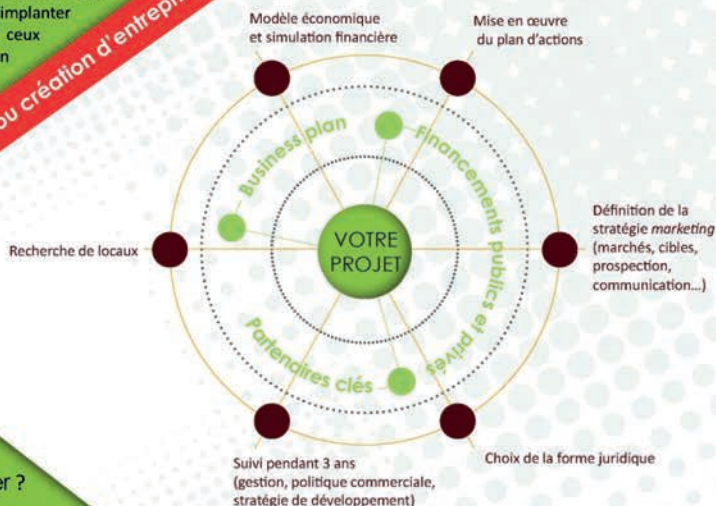 implanter
ceux
ou création d'entrepr
Modèle économique
et simulation financière
Mise en œuvre
du plan d'actions
Business plan
Financements publics et privés
Définition de la
stratégie marketing
(marchés, cibles,
prospection,
communication...)
Recherche de locaux
VOTRE
PROJET
Partenaires clés
Suivi pendant 3 ans
(gestion, politique commerciale,
stratégie de développement)
Choix de la forme juridique
er ?